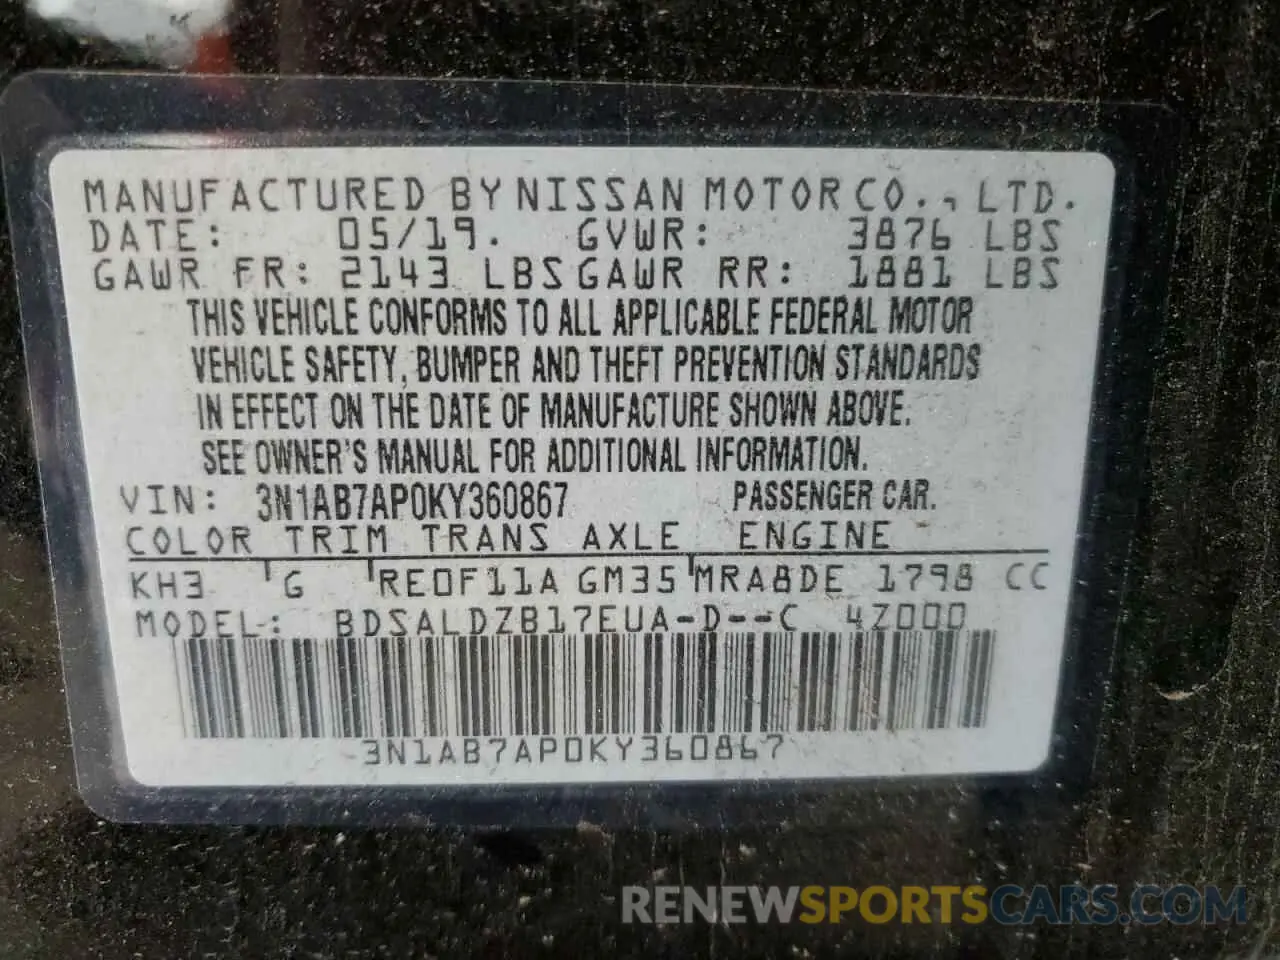 MANUFACTURED BY NISSAN MOTOR CO., LTD.
DATE: 05/19. GVWR: 3876 LBS
GAWR FR: 2143 LBS GAWR RR: 1881 LBS
THIS VEHICLE CONFORMS TO ALL APPLICABLE FEDERAL MOTOR
VEHICLE SAFETY, BUMPER AND THEFT PREVENTION STANDARDS
IN EFFECT ON THE DATE OF MANUFACTURE SHOWN ABOVE.
SEE OWNER'S MANUAL FOR ADDITIONAL INFORMATION.
VIN: 3N1AB7AP0KY360867 PASSENGER CAR.
COLOR TRIM TRANS AXLE ENGINE
KH3 G RE0F11A GM35 MRA8DE 1798 CC
MODEL: BDSALDZB17EUA-D--C 4Z000
3N1AB7AP0KY360867
RENEWSPORTSCARS.COM